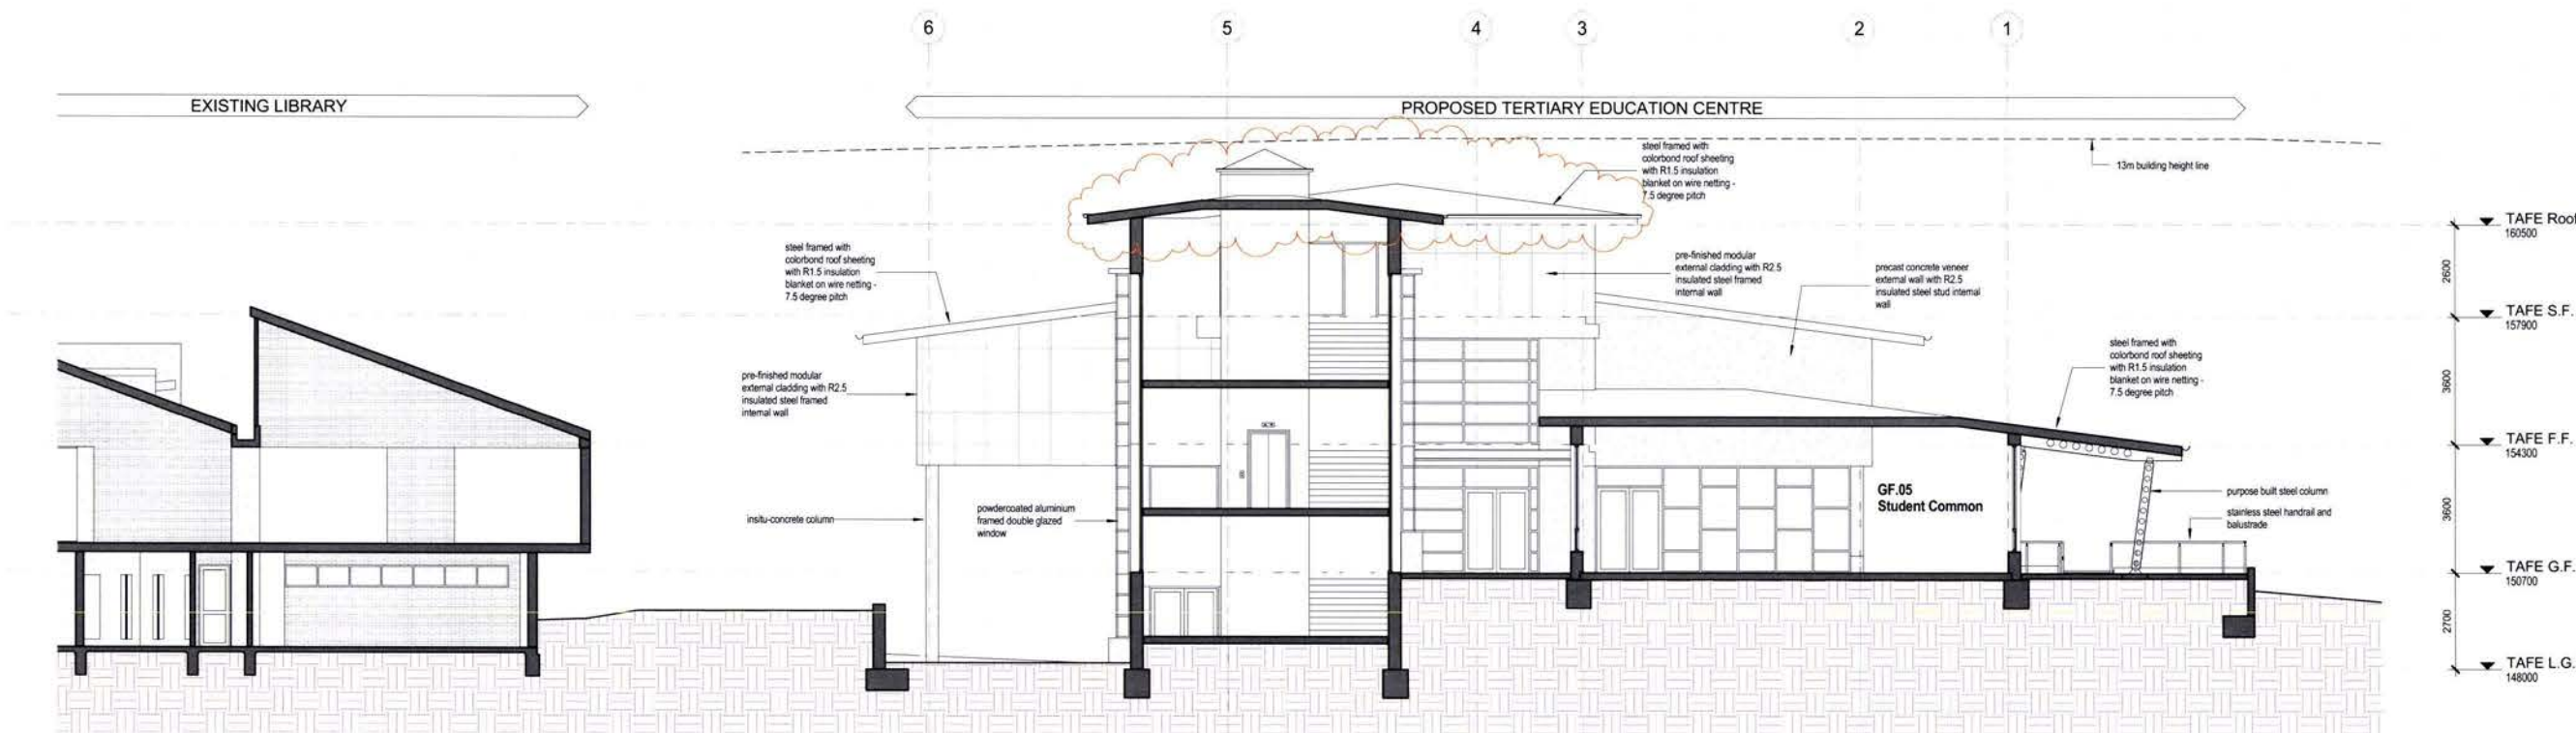 6
5
4
3
2
1
EXISTING LIBRARY
PROPOSED TERTIARY EDUCATION CENTRE
steel framed with
colorbond roof sheeting
with R1.5 insulation
blanket on wire netting -
7.5 degree pitch
13m building height line
TAFE Roof
160500
steel framed with
colorbond roof sheeting
with R1.5 insulation
blanket on wire netting -
7.5 degree pitch
pre-finished modular
external cladding with R2.5
insulated steel framed
internal wall
precast concrete veneer
external wall with R2.5
insulated steel stud internal
wall
2600
TAFE S.F.
157900
steel framed with
colorbond roof sheeting
with R1.5 insulation
blanket on wire netting -
7.5 degree pitch
pre-finished modular
external cladding with R2.5
insulated steel framed
internal wall
3600
TAFE F.F.
154300
GF.05
Student Common
purpose built steel column
stainless steel handrail and
balustrade
insitu-concrete column
powdercoated aluminium
framed double glazed
window
3600
TAFE G.F.
150700
2700
TAFE L.G.
148000